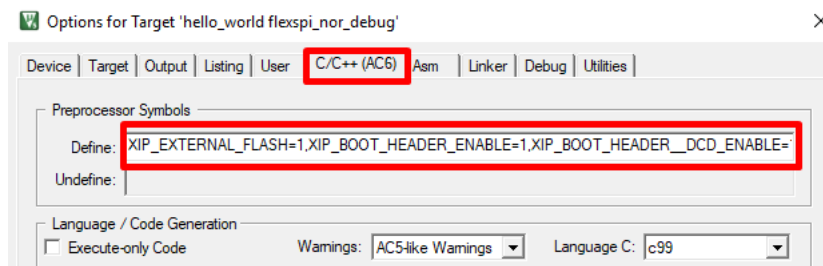 Options for Target 'hello_world flexspi_nor_debug'
Device Target Output Listing User C/C++ (AC6) Asm Linker Debug Utilities
Preprocessor Symbols
Define: XIP_EXTERNAL_FLASH=1,XIP_BOOT_HEADER_ENABLE=1,XIP_BOOT_HEADER__DCD_ENABLE=
Undefine:
Language / Code Generation
Execute-only Code Warnings: AC5-like Warnings Language C: c99